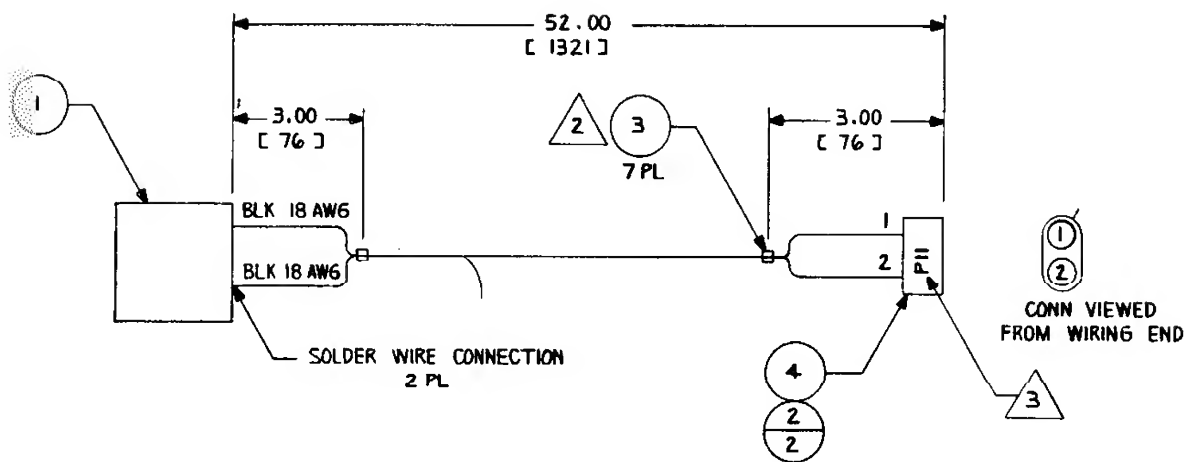 52.00
[ 1321 ]
1
3.00
[ 76 ]
2
3
7 PL
3.00
[ 76 ]
BLK 18 AWG
BLK 18 AWG
1
2
P11
1
2
CONN VIEWED
FROM WIRING END
SOLDER WIRE CONNECTION
2 PL
4
2
2
3